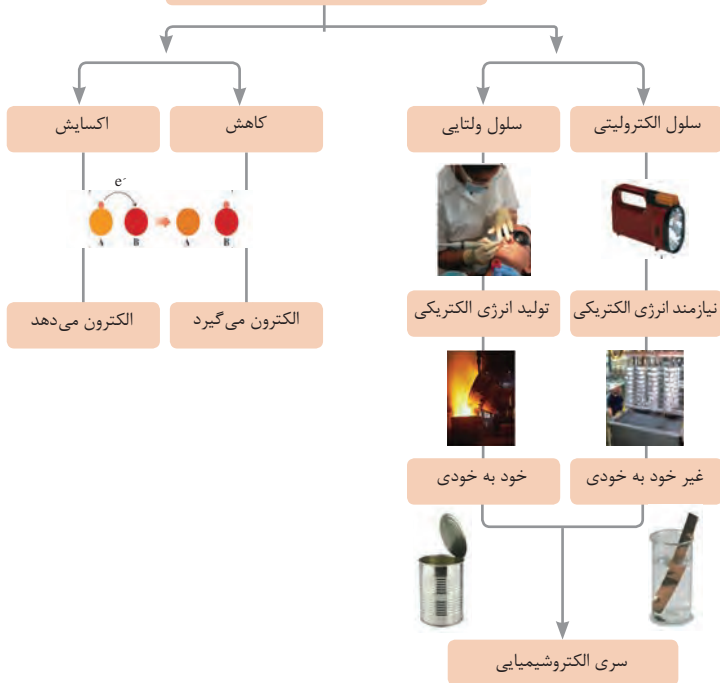 سلول الکترولیتی
سلول ولتایی
کاهش
اکسایش
e-
A B A B
نیازمند انرژی الکتریکی
تولید انرژی الکتریکی
الکترون می‌گیرد
الکترون می‌دهد
غیر خود به خودی
خود به خودی
سری الکتروشیمیایی